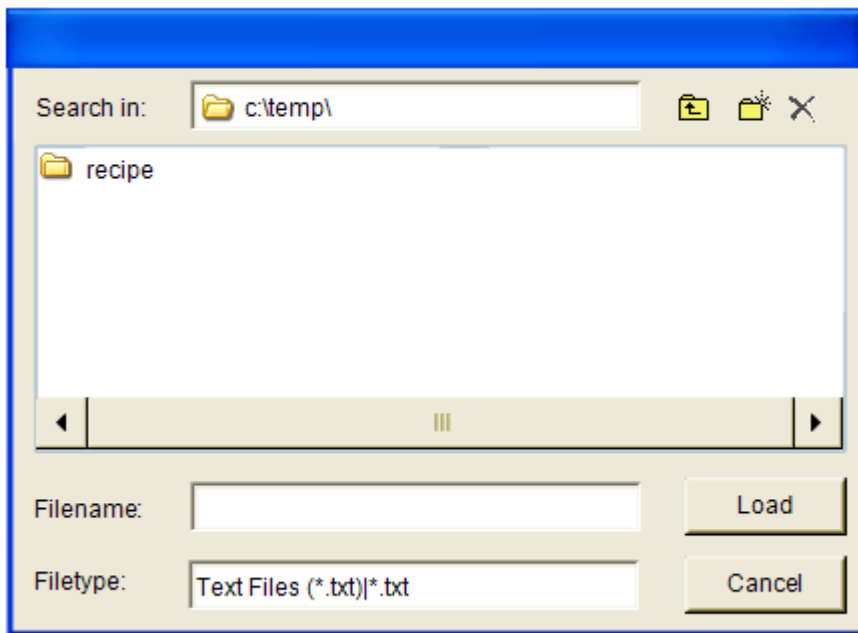 Search in: c:\temp\
recipe
Filename: Load
Filetype: Text Files (*.txt)|*.txt Cancel